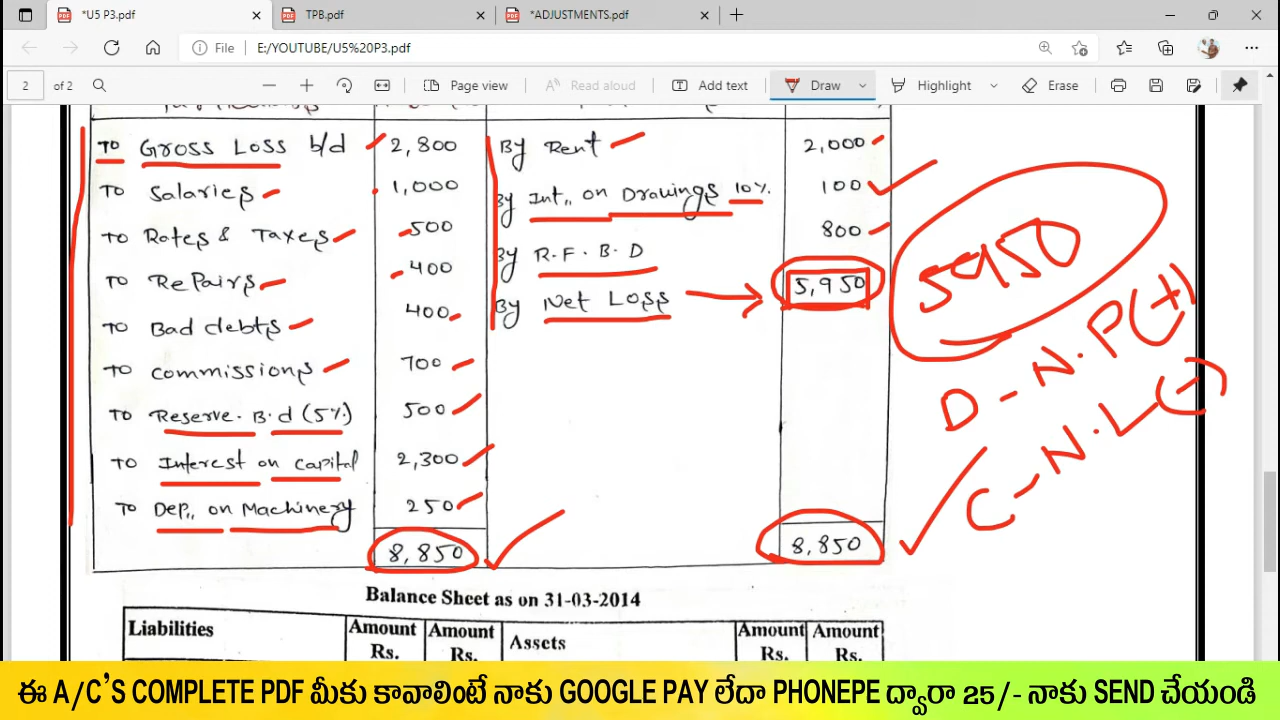 *U5 P3.pdf
TPB.pdf
*ADJUSTMENTS.pdf
File E:/YOUTUBE/U5%20P3.pdf
2 of 2
Page view
Read aloud
Add text
Draw
Highlight
Erase
To Gross Loss b/d 2,800 By Rent 2,000
To Salaries 1,000 By Int,, on Drawings 10%. 100
To Rates & Taxes 500 By R.F.B.D 800
To Repairs 400 By Net Loss 5,950
To Bad debts 400
To commissions 700
To Reserve. B.d (5%) 500
To Interest on capital 2,300
To Dep,, on Machinery 250
8,850 8,850
5950
D - N.P (+)
C - N.L (-)
Balance Sheet as on 31-03-2014
Liabilities Amount Rs. Amount Rs. Assets Amount Rs. Amount Rs.
ఈ A/C'S COMPLETE PDF మీకు కావాలింటే నాకు GOOGLE PAY లేదా PHONEPE ద్వారా 25/- నాకు SEND చేయండి